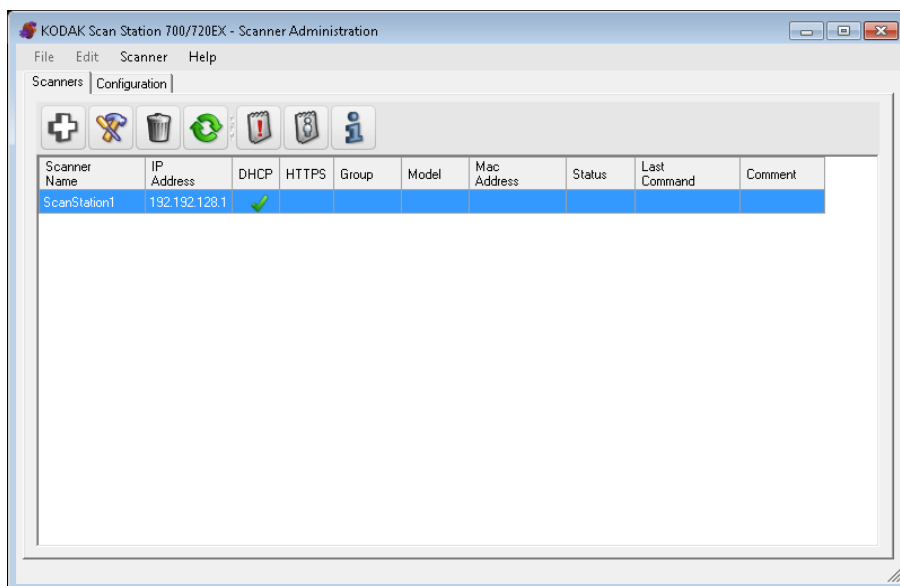 KODAK Scan Station 700/720EX - Scanner Administration
File Edit Scanner Help
Scanners Configuration
Scanner Name IP Address DHCP HTTPS Group Model Mac Address Status Last Command Comment
ScanStation1 192.192.128.1